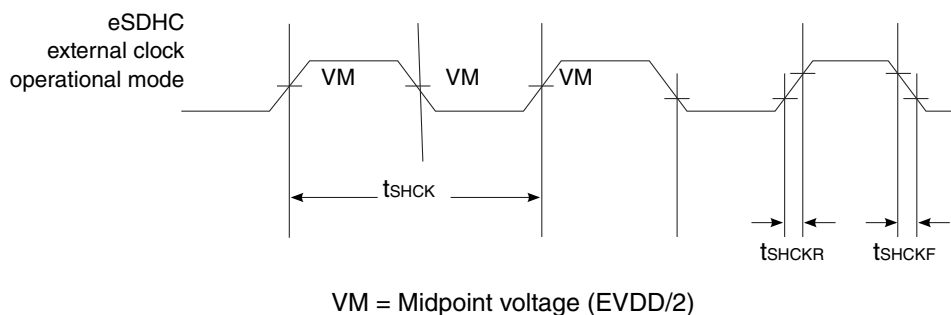 eSDHC
external clock
operational mode
VM VM VM
tSHCK
tSHCKR tSHCKF
VM = Midpoint voltage (EVDD/2)